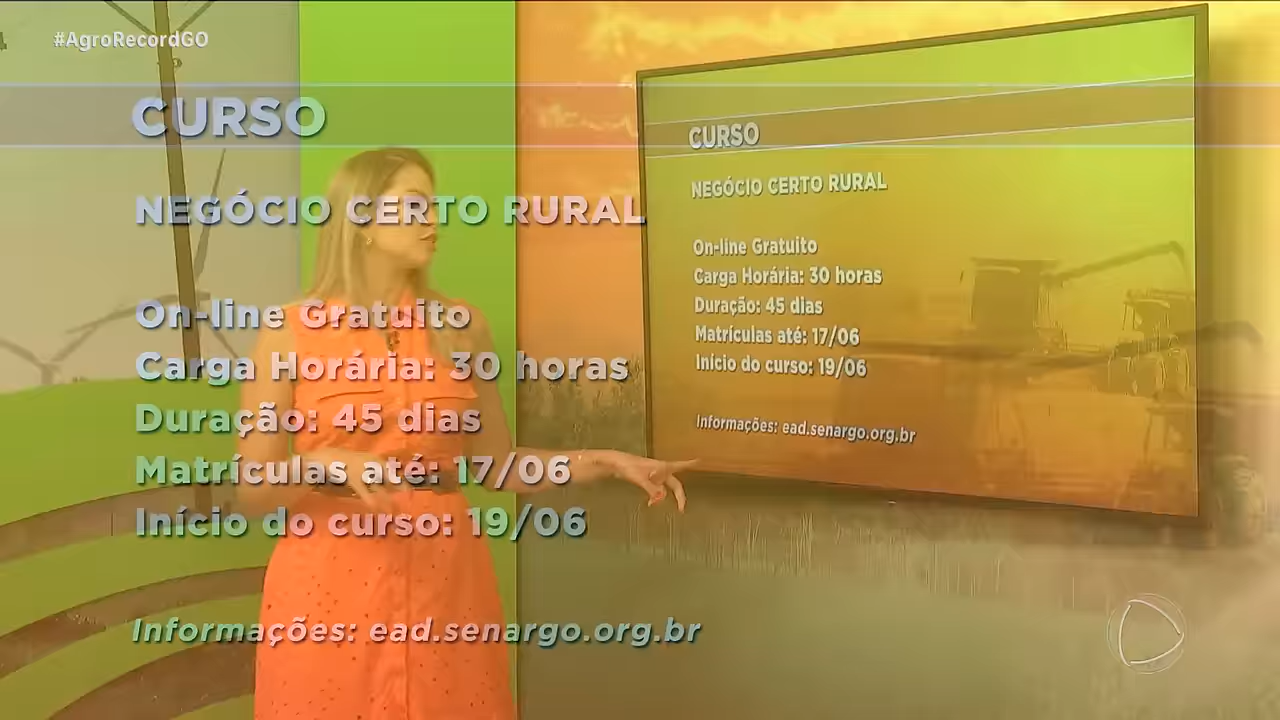 #AgroRecordGO
CURSO
NEGÓCIO CERTO RURAL
On-line Gratuito
Carga Horária: 30 horas
Duração: 45 dias
Matrículas até: 17/06
Início do curso: 19/06
Informações: ead.senargo.org.br
CURSO
NEGÓCIO CERTO RURAL
On-line Gratuito
Carga Horária: 30 horas
Duração: 45 dias
Matrículas até: 17/06
Início do curso: 19/06
Informações: ead.senargo.org.br